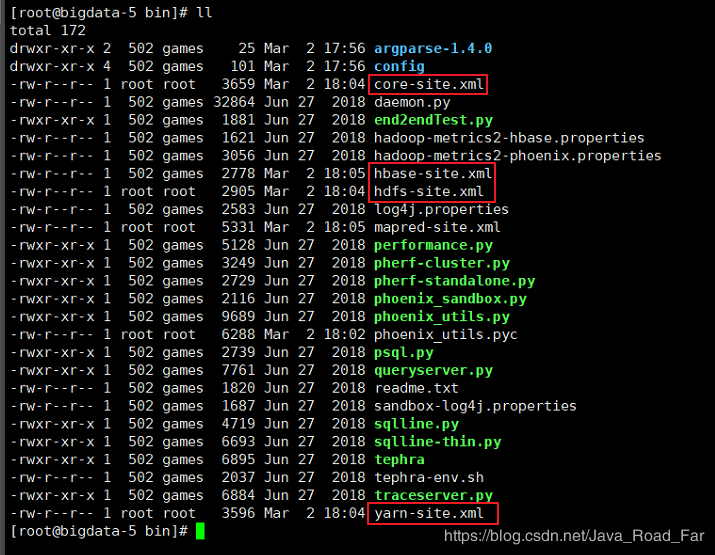 [root@bigdata-5 bin]# ll
total 172
drwxr-xr-x 2  502 games    25 Mar  2 17:56 argparse-1.4.0
drwxr-xr-x 4  502 games   101 Mar  2 17:56 config
-rw-r--r-- 1 root root   3659 Mar  2 18:04 core-site.xml
-rw-r--r-- 1  502 games 32864 Jun 27  2018 daemon.py
-rwxr-xr-x 1  502 games  1881 Jun 27  2018 end2endTest.py
-rw-r--r-- 1  502 games  1621 Jun 27  2018 hadoop-metrics2-hbase.properties
-rw-r--r-- 1  502 games  3056 Jun 27  2018 hadoop-metrics2-phoenix.properties
-rw-r--r-- 1  502 games  2778 Mar  2 18:05 hbase-site.xml
-rw-r--r-- 1 root root   2905 Mar  2 18:04 hdfs-site.xml
-rw-r--r-- 1  502 games  2583 Jun 27  2018 log4j.properties
-rw-r--r-- 1 root root   5331 Mar  2 18:05 mapred-site.xml
-rwxr-xr-x 1  502 games  5128 Jun 27  2018 performance.py
-rwxr-xr-x 1  502 games  3249 Jun 27  2018 pherf-cluster.py
-rwxr-xr-x 1  502 games  2729 Jun 27  2018 pherf-standalone.py
-rwxr-xr-x 1  502 games  2116 Jun 27  2018 phoenix_sandbox.py
-rwxr-xr-x 1  502 games  9689 Jun 27  2018 phoenix_utils.py
-rw-r--r-- 1 root root   6288 Mar  2 18:02 phoenix_utils.pyc
-rwxr-xr-x 1  502 games  2739 Jun 27  2018 psql.py
-rwxr-xr-x 1  502 games  7761 Jun 27  2018 queryserver.py
-rw-r--r-- 1  502 games  1820 Jun 27  2018 readme.txt
-rw-r--r-- 1  502 games  1687 Jun 27  2018 sandbox-log4j.properties
-rwxr-xr-x 1  502 games  4719 Jun 27  2018 sqlline.py
-rwxr-xr-x 1  502 games  6693 Jun 27  2018 sqlline-thin.py
-rwxr-xr-x 1  502 games  6895 Jun 27  2018 tephra
-rw-r--r-- 1  502 games  2037 Jun 27  2018 tephra-env.sh
-rwxr-xr-x 1  502 games  6884 Jun 27  2018 traceserver.py
-rw-r--r-- 1 root root   3596 Mar  2 18:04 yarn-site.xml
[root@bigdata-5 bin]#
https://blog.csdn.net/Java_Road_Far